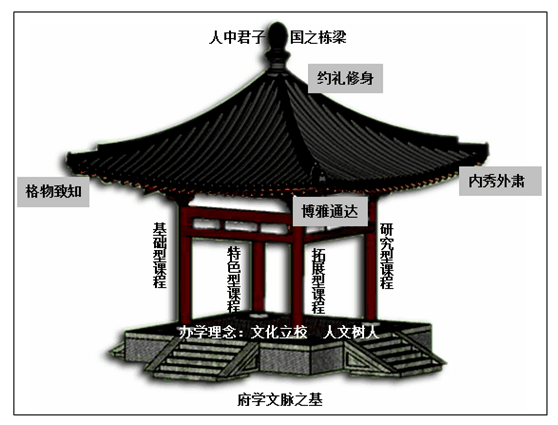 人中君子 国之栋梁
约礼修身
格物致知
内秀外肃
博雅通达
基础型课程
特色型课程
拓展型课程
研究型课程
办学理念：文化立校 人文树人
府学文脉之基